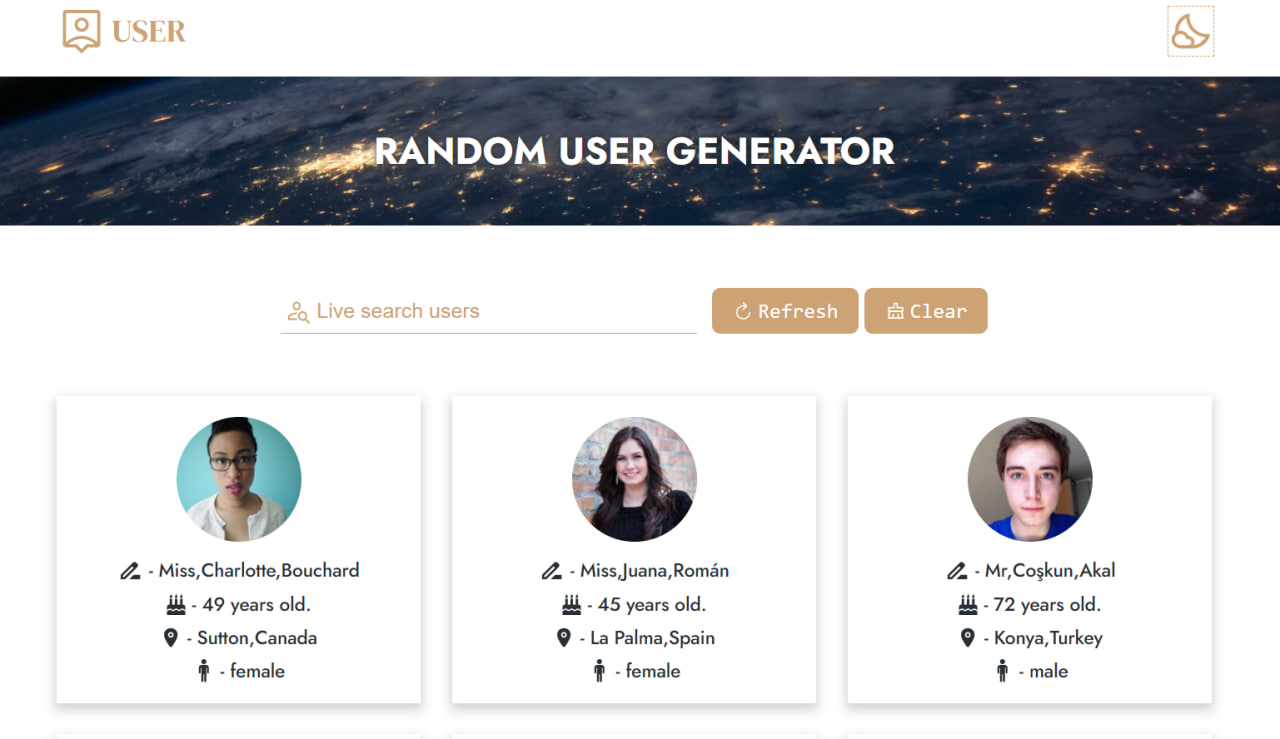 USER
RANDOM USER GENERATOR
Live search users
Refresh
Clear
- Miss,Charlotte,Bouchard
- 49 years old.
- Sutton,Canada
- female
- Miss,Juana,Román
- 45 years old.
- La Palma,Spain
- female
- Mr,Coşkun,Akal
- 72 years old.
- Konya,Turkey
- male